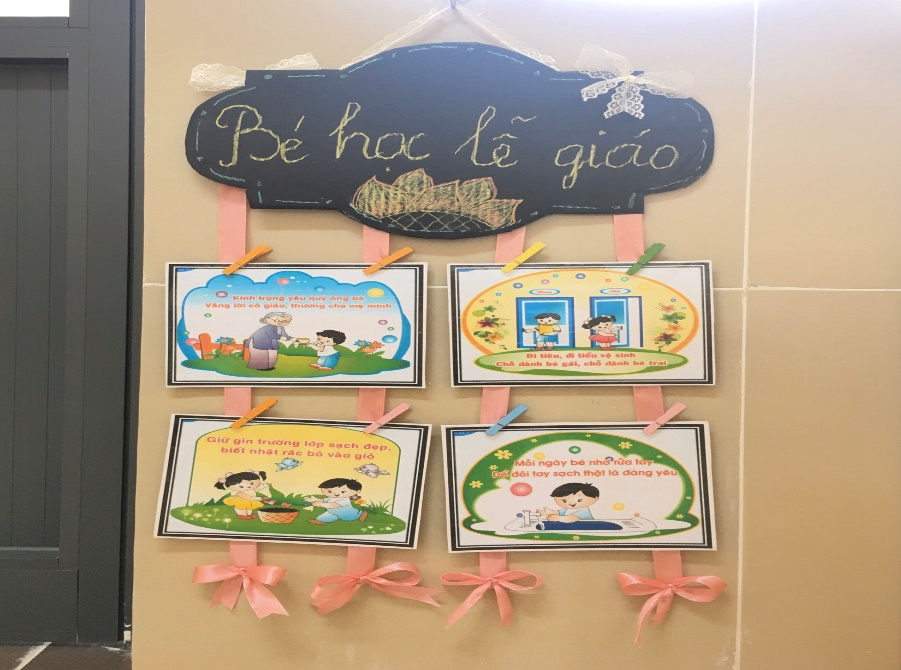 Bé học lễ giáo
Kính trọng yêu quý ông bà
Vâng lời cô giáo, thương cha mẹ mình
Đi tiêu, đi tiểu vệ sinh
Chỗ dành bé gái, chỗ dành bé trai
Giữ gìn trường lớp sạch đẹp,
biết nhặt rác bỏ vào giỏ
Mỗi ngày bé nhớ rửa tay
Để đôi tay sạch thật là đáng yêu